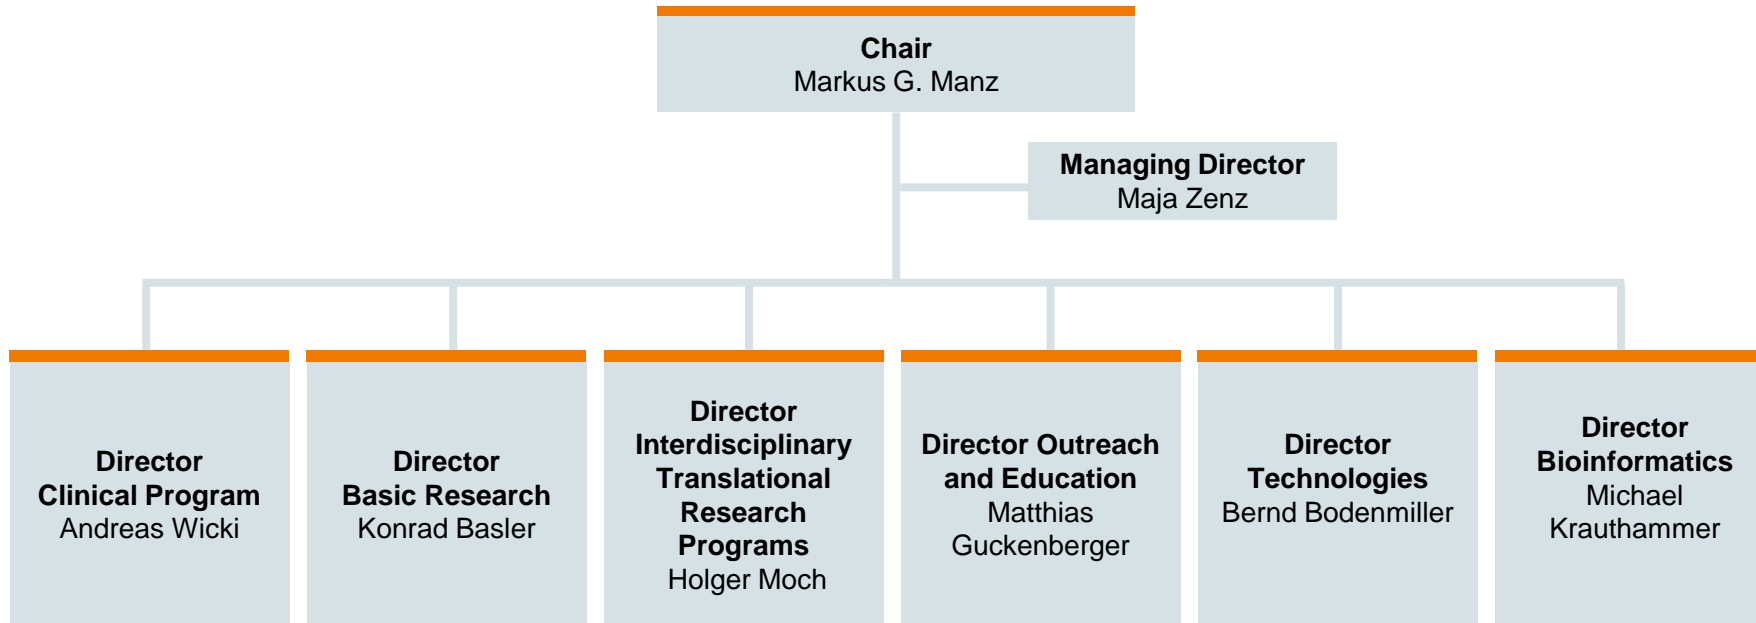 Chair
Markus G. Manz
Managing Director
Maja Zenz
Director
Clinical Program
Andreas Wicki
Director
Basic Research
Konrad Basler
Director
Interdisciplinary
Translational
Research
Programs
Holger Moch
Director Outreach
and Education
Matthias
Guckenberger
Director
Technologies
Bernd Bodenmiller
Director
Bioinformatics
Michael
Krauthammer